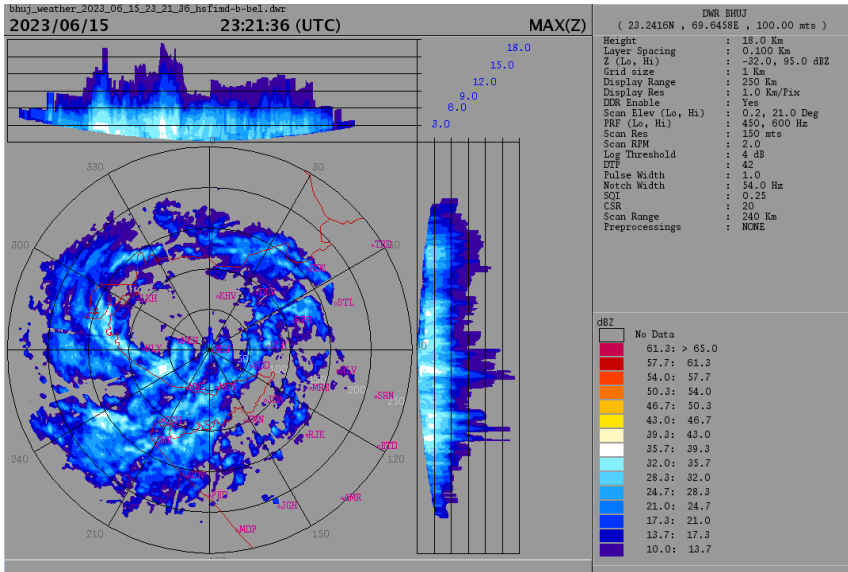 bhuj_weather_2023_06_15_23_21_36_hsfimd-b-bel.dwr
2023/06/15 23:21:36 (UTC) MAX(Z)
18.0
15.0
12.0
9.0
6.0
3.0
DWR BHUJ
( 23.2416N , 69.6458E , 100.00 mts )
Height : 18.0 Km
Layer Spacing : 0.100 Km
Z (Lo, Hi) : -32.0, 95.0 dBZ
Grid size : 1 Km
Display Range : 250 Km
Display Res : 1.0 Km/Pix
DDR Enable : Yes
Scan Elev (Lo, Hi) : 0.2, 21.0 Deg
PRF (Lo, Hi) : 450, 600 Hz
Scan Res : 150 mts
Scan RPM : 2.0
Log Threshold : 4 dB
DTP : 42
Pulse Width : 1.0
Notch Width : 54.0 Hz
SQI : 0.25
CSR : 20
Scan Range : 240 Km
Preprocessings : NONE
330
30
300
KHV
STL
MRB
200
SRN
RJK
BTD
240
120
PBD
JGH
AMR
MDP
210
150
dBZ
No Data
61.3: > 65.0
57.7: 61.3
54.0: 57.7
50.3: 54.0
46.7: 50.3
43.0: 46.7
39.3: 43.0
35.7: 39.3
32.0: 35.7
28.3: 32.0
24.7: 28.3
21.0: 24.7
17.3: 21.0
13.7: 17.3
10.0: 13.7